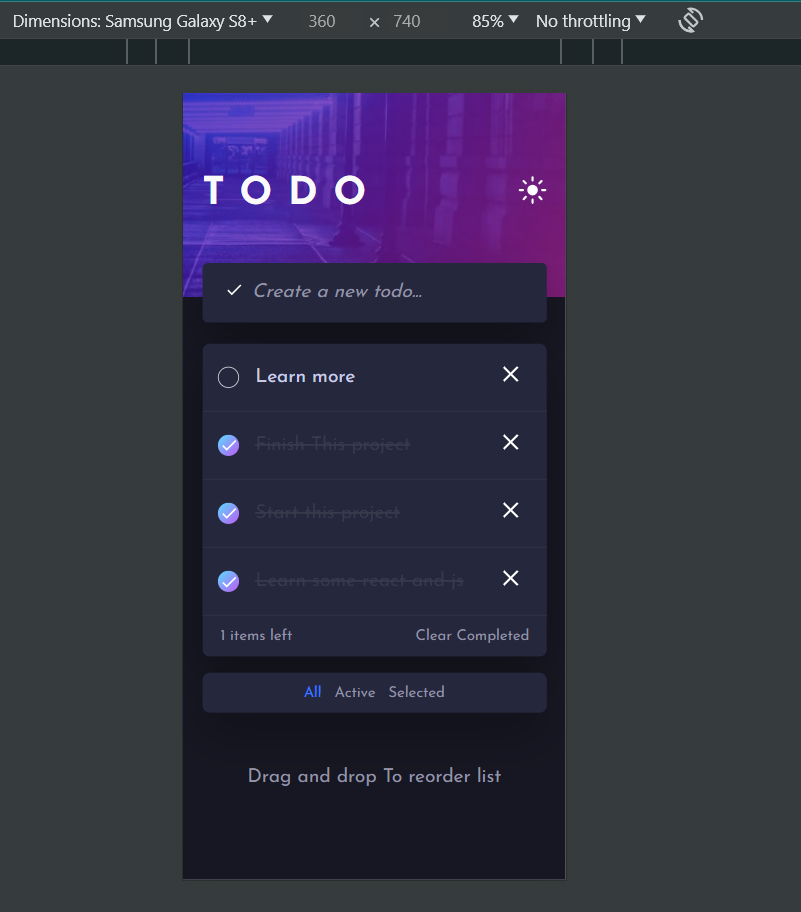 Dimensions: Samsung Galaxy S8+ 360 × 740 85% No throttling
TODO
Create a new todo...
Learn more
Finish This project
Start this project
Learn some react and js
1 items left Clear Completed
All Active Selected
Drag and drop To reorder list